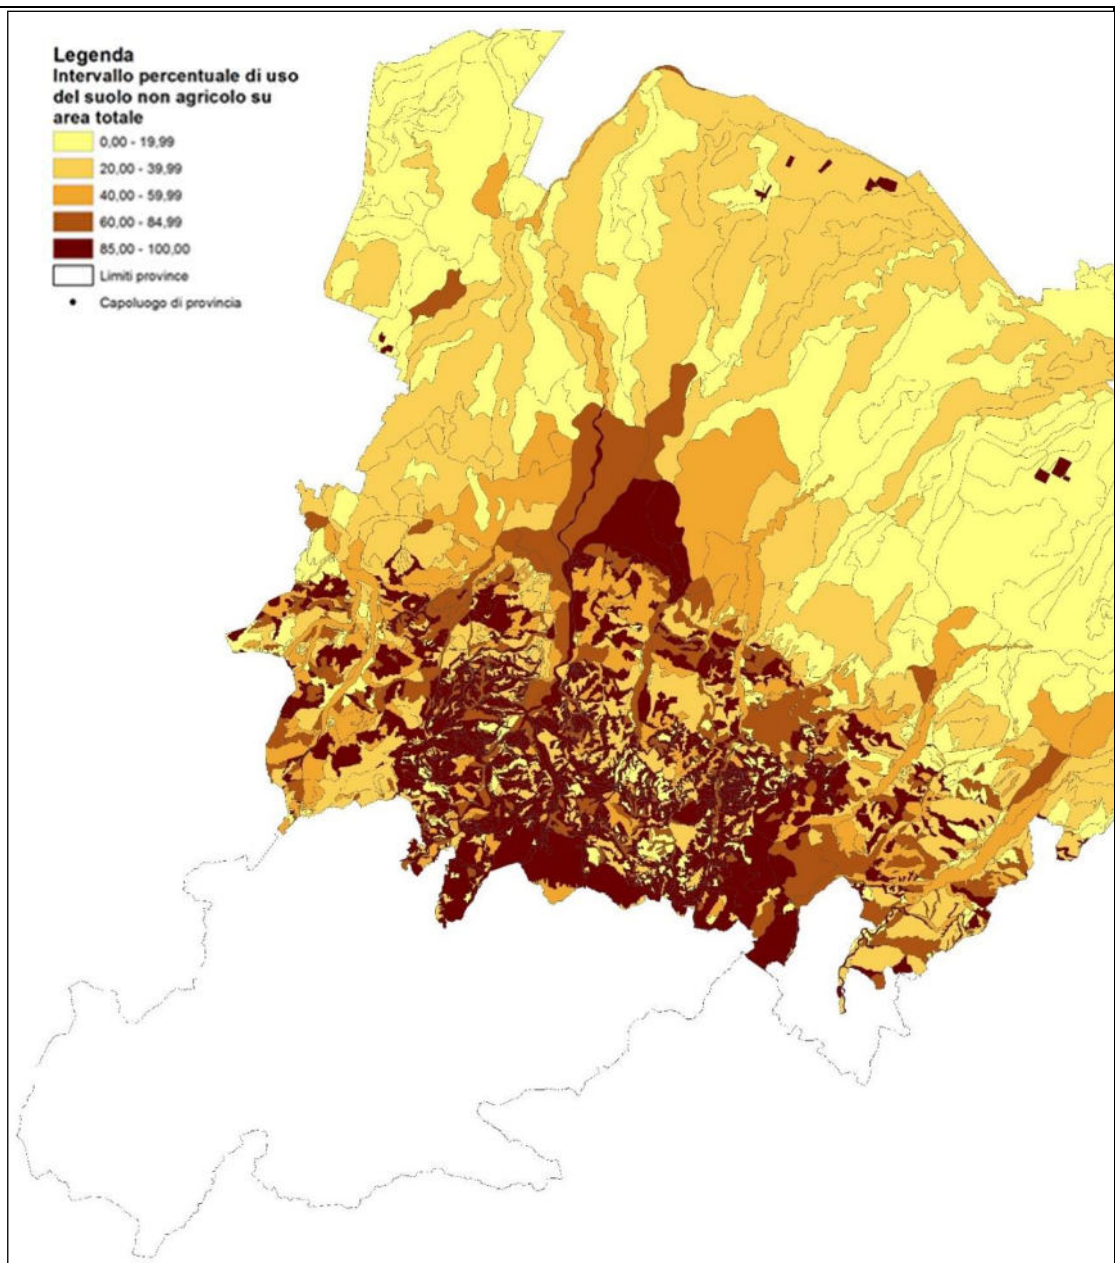 Legenda
Intervallo percentuale di uso
del suolo non agricolo su
area totale
0,00 - 19,99
20,00 - 39,99
40,00 - 59,99
60,00 - 84,99
85,00 - 100,00
Limiti province
Capoluogo di provincia